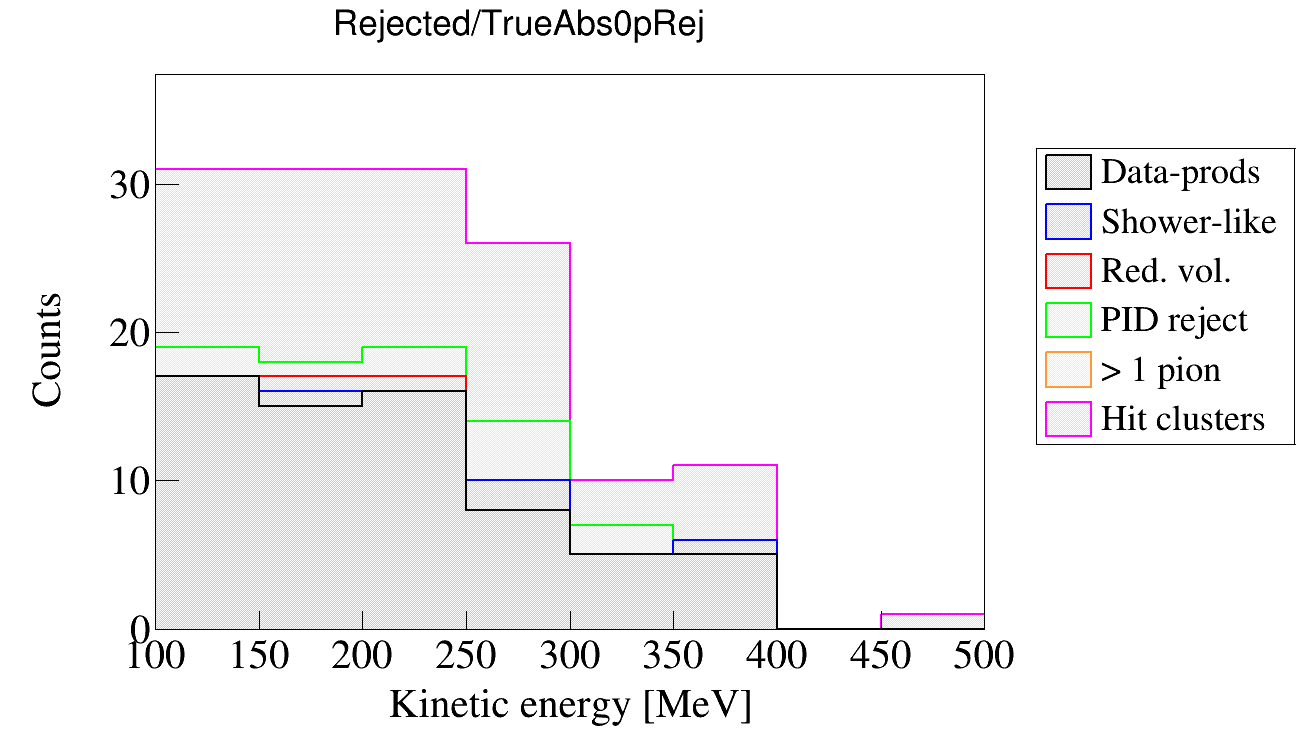 Rejected/TrueAbs0pRej
Counts
30
20
10
0
100 150 200 250 300 350 400 450 500
Kinetic energy [MeV]
Data-prods
Shower-like
Red. vol.
PID reject
> 1 pion
Hit clusters